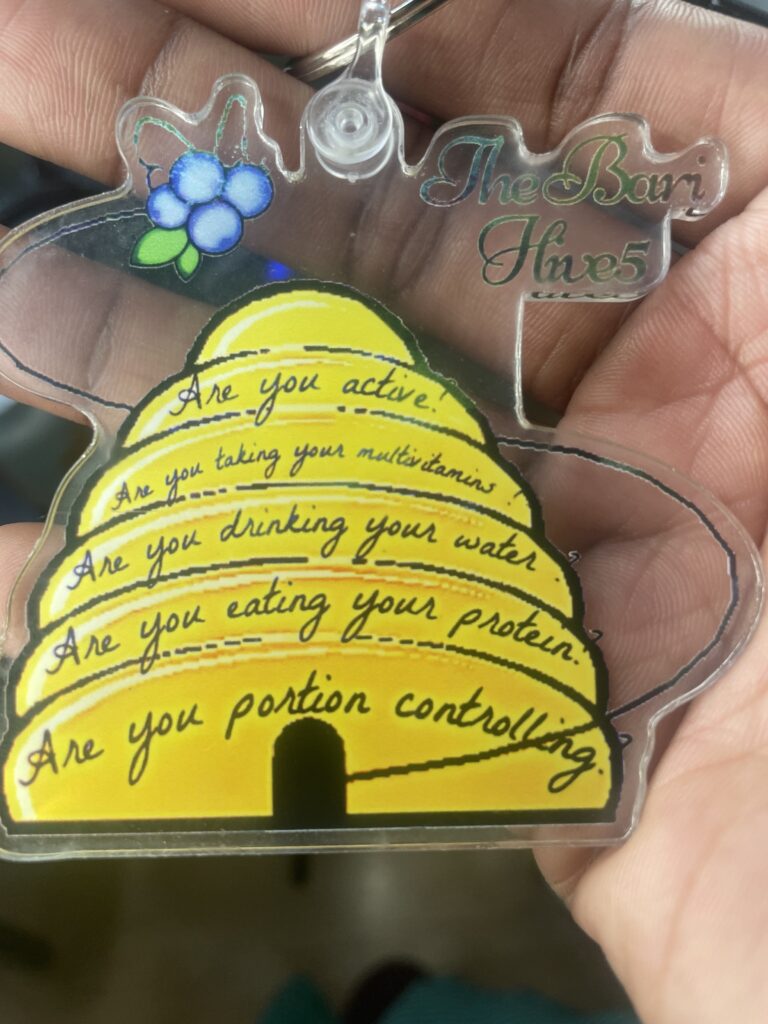 The Bari
Hive5
Are you active?
Are you taking your multivitamins?
Are you drinking your water?
Are you eating your protein?
Are you portion controlling?